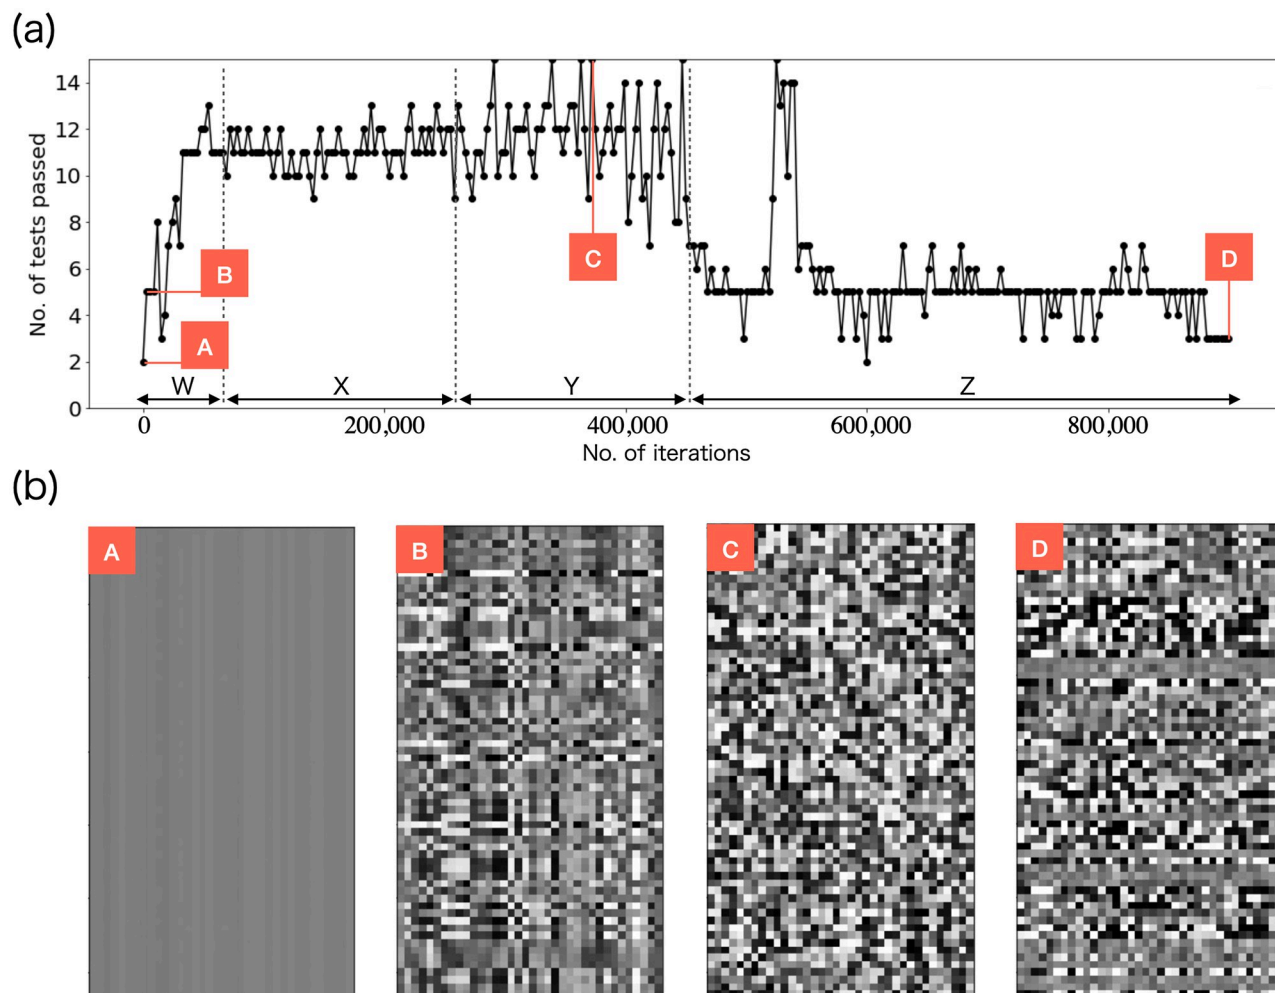 (a)
No. of tests passed
14
12
10
8
6
4
2
0
B
A
C
D
W X Y Z
0 200,000 400,000 600,000 800,000
No. of iterations
(b)
A B C D